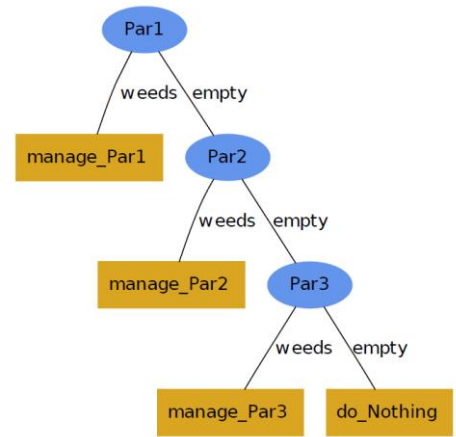 Par1
weeds empty
manage_Par1
Par2
weeds empty
manage_Par2
Par3
weeds empty
manage_Par3
do_Nothing